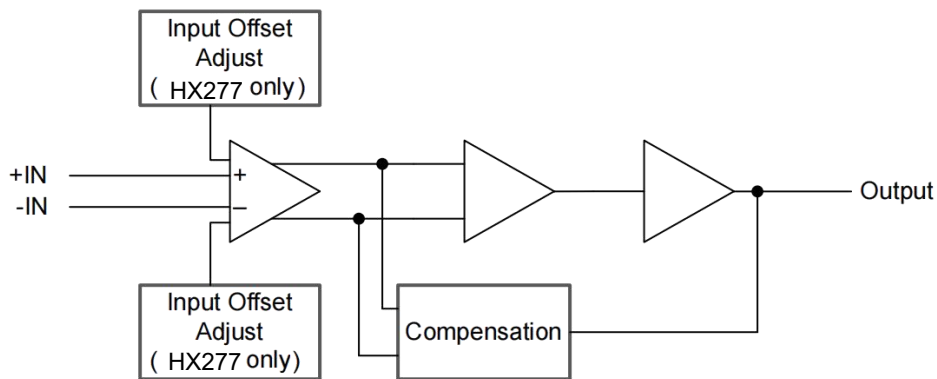 Input Offset
Adjust
( HX277 only)
+IN
-IN
+
−
Output
Input Offset
Adjust
( HX277 only)
Compensation